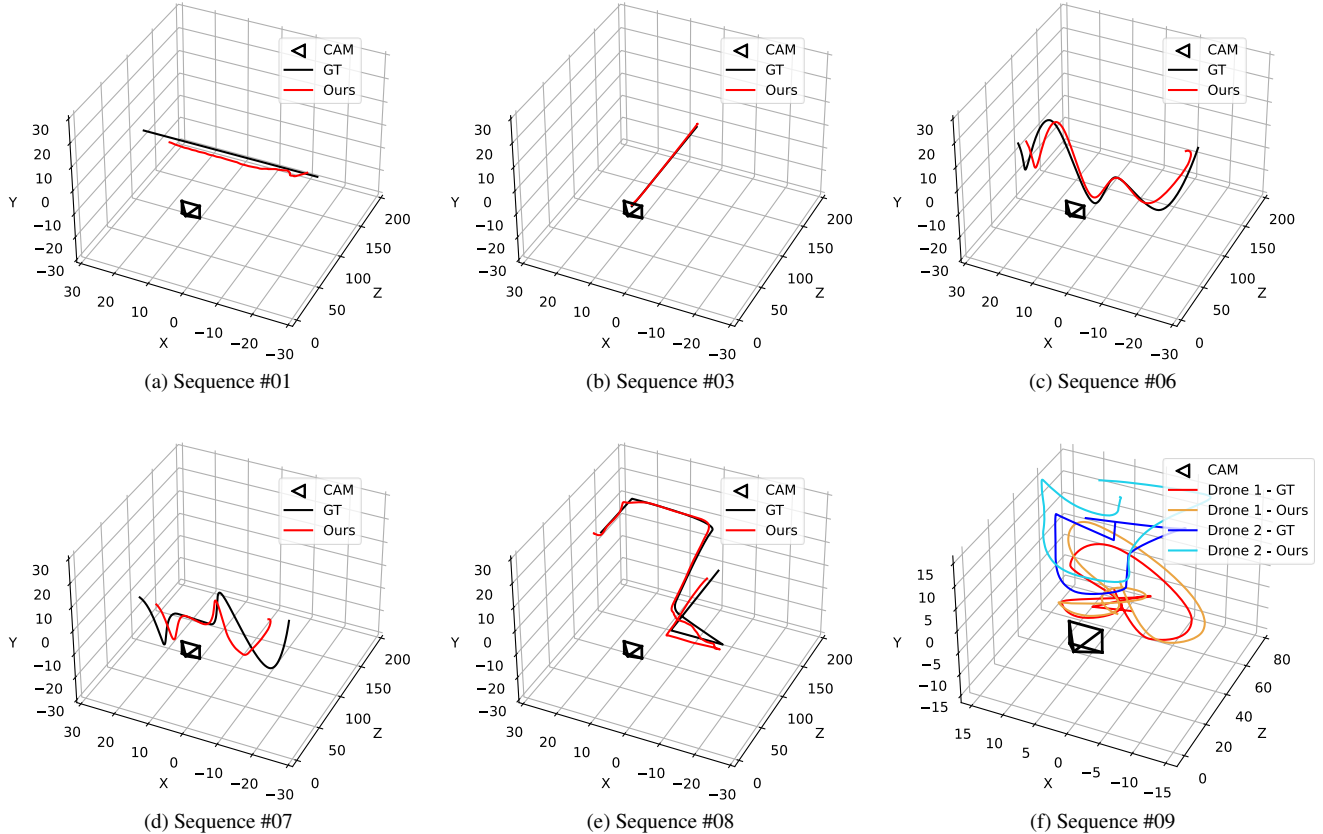 CAM
GT
Ours
30
20
10
0
−10
−20
−30
Y
30
20
10
0
−10
−20
−30
X
0
50
100
150
200
Z
(a) Sequence #01
CAM
GT
Ours
30
20
10
0
−10
−20
−30
Y
30
20
10
0
−10
−20
−30
X
0
50
100
150
200
Z
(b) Sequence #03
CAM
GT
Ours
30
20
10
0
−10
−20
−30
Y
30
20
10
0
−10
−20
−30
X
0
50
100
150
200
Z
(c) Sequence #06
CAM
GT
Ours
30
20
10
0
−10
−20
−30
Y
30
20
10
0
−10
−20
−30
X
0
50
100
150
200
Z
(d) Sequence #07
CAM
GT
Ours
30
20
10
0
−10
−20
−30
Y
30
20
10
0
−10
−20
−30
X
0
50
100
150
200
Z
(e) Sequence #08
CAM
Drone 1 - GT
Drone 1 - Ours
Drone 2 - GT
Drone 2 - Ours
15
10
5
0
−5
−10
−15
Y
15
10
5
0
−5
−10
−15
X
0
20
40
60
80
Z
(f) Sequence #09